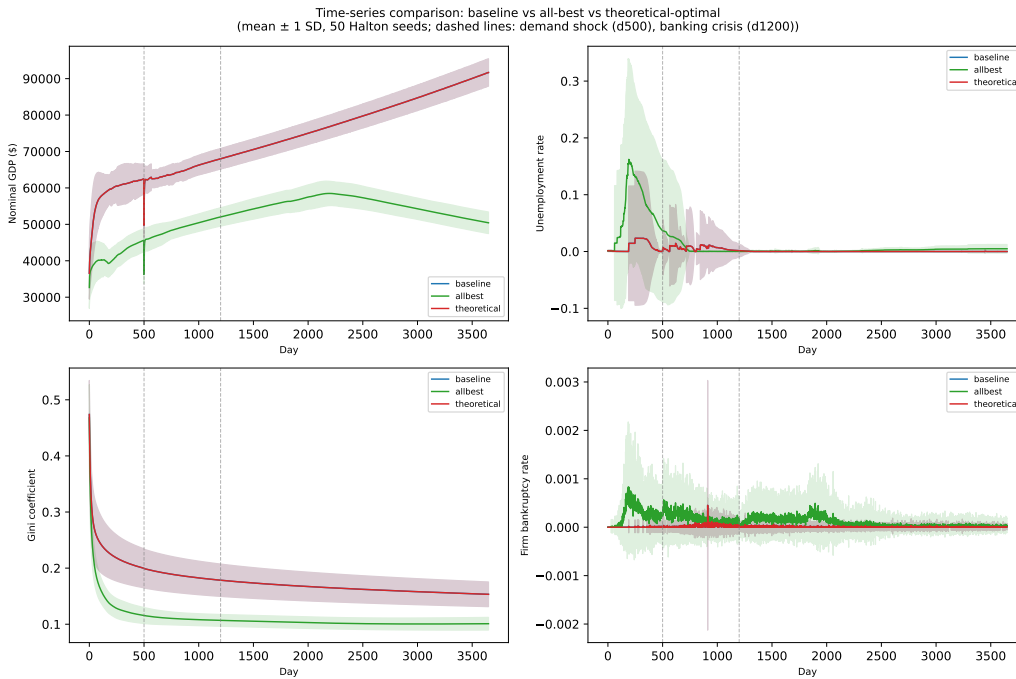 Time-series comparison: baseline vs all-best vs theoretical-optimal
(mean ± 1 SD, 50 Halton seeds; dashed lines: demand shock (d500), banking crisis (d1200))
Nominal GDP ($)
90000
80000
70000
60000
50000
40000
30000
baseline
allbest
theoretical
0 500 1000 1500 2000 2500 3000 3500
Day
Unemployment rate
0.3
0.2
0.1
0.0
−0.1
baseline
allbest
theoretical
0 500 1000 1500 2000 2500 3000 3500
Day
Gini coefficient
0.5
0.4
0.3
0.2
0.1
baseline
allbest
theoretical
0 500 1000 1500 2000 2500 3000 3500
Day
Firm bankruptcy rate
0.003
0.002
0.001
0.000
−0.001
−0.002
baseline
allbest
theoretical
0 500 1000 1500 2000 2500 3000 3500
Day